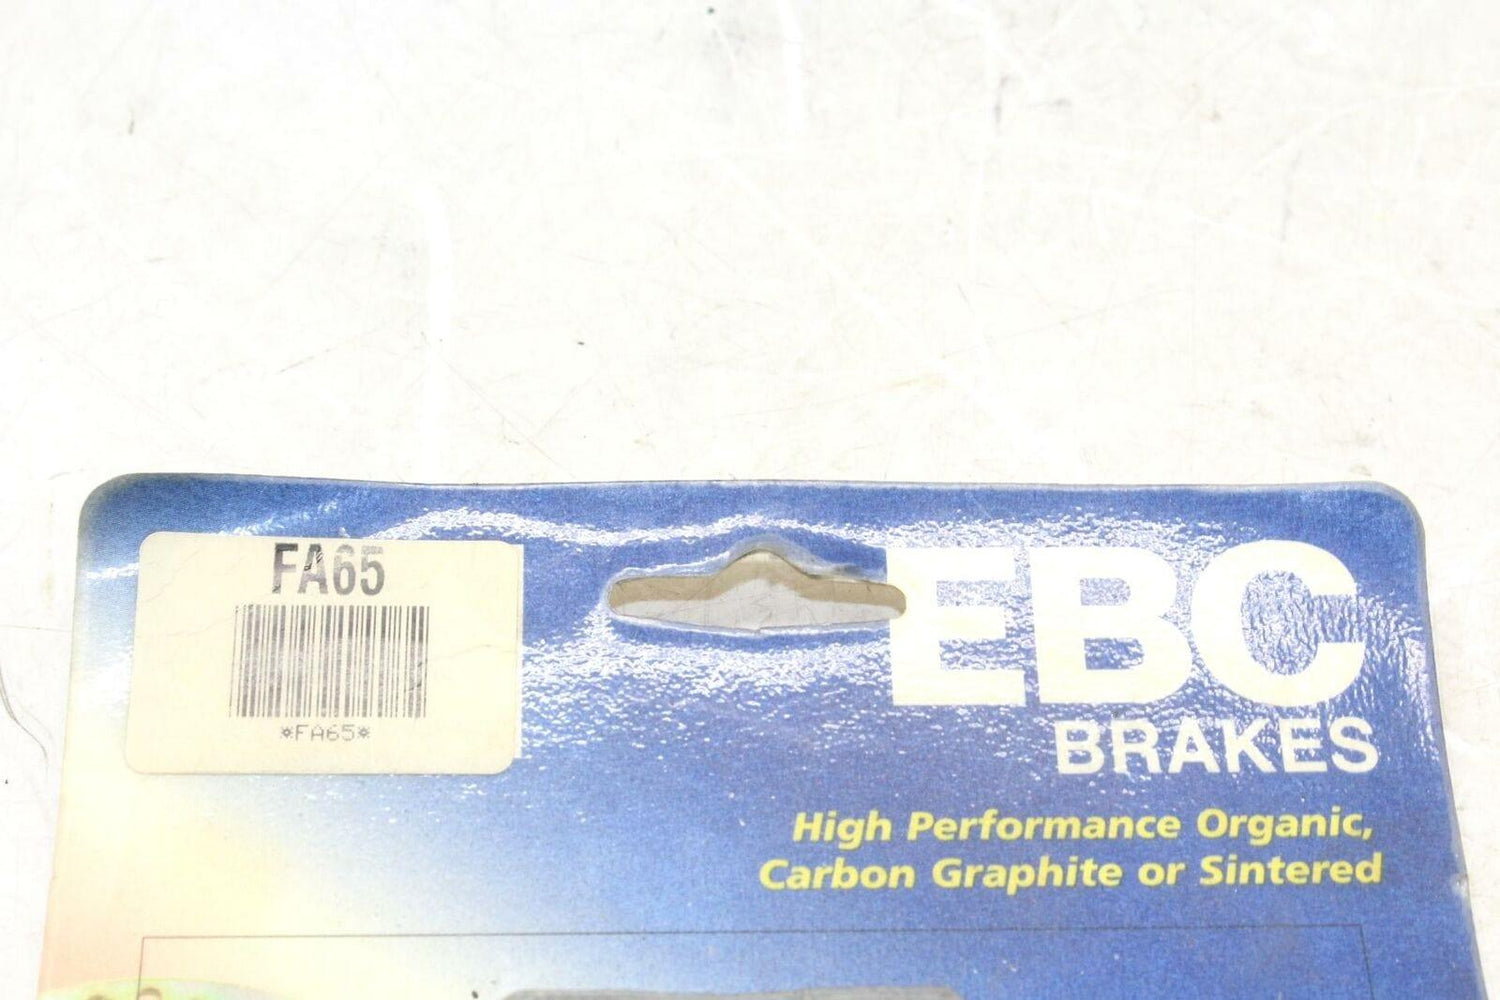 FA65
*FA65*
EBC
BRAKES
High Performance Organic,
Carbon Graphite or Sintered